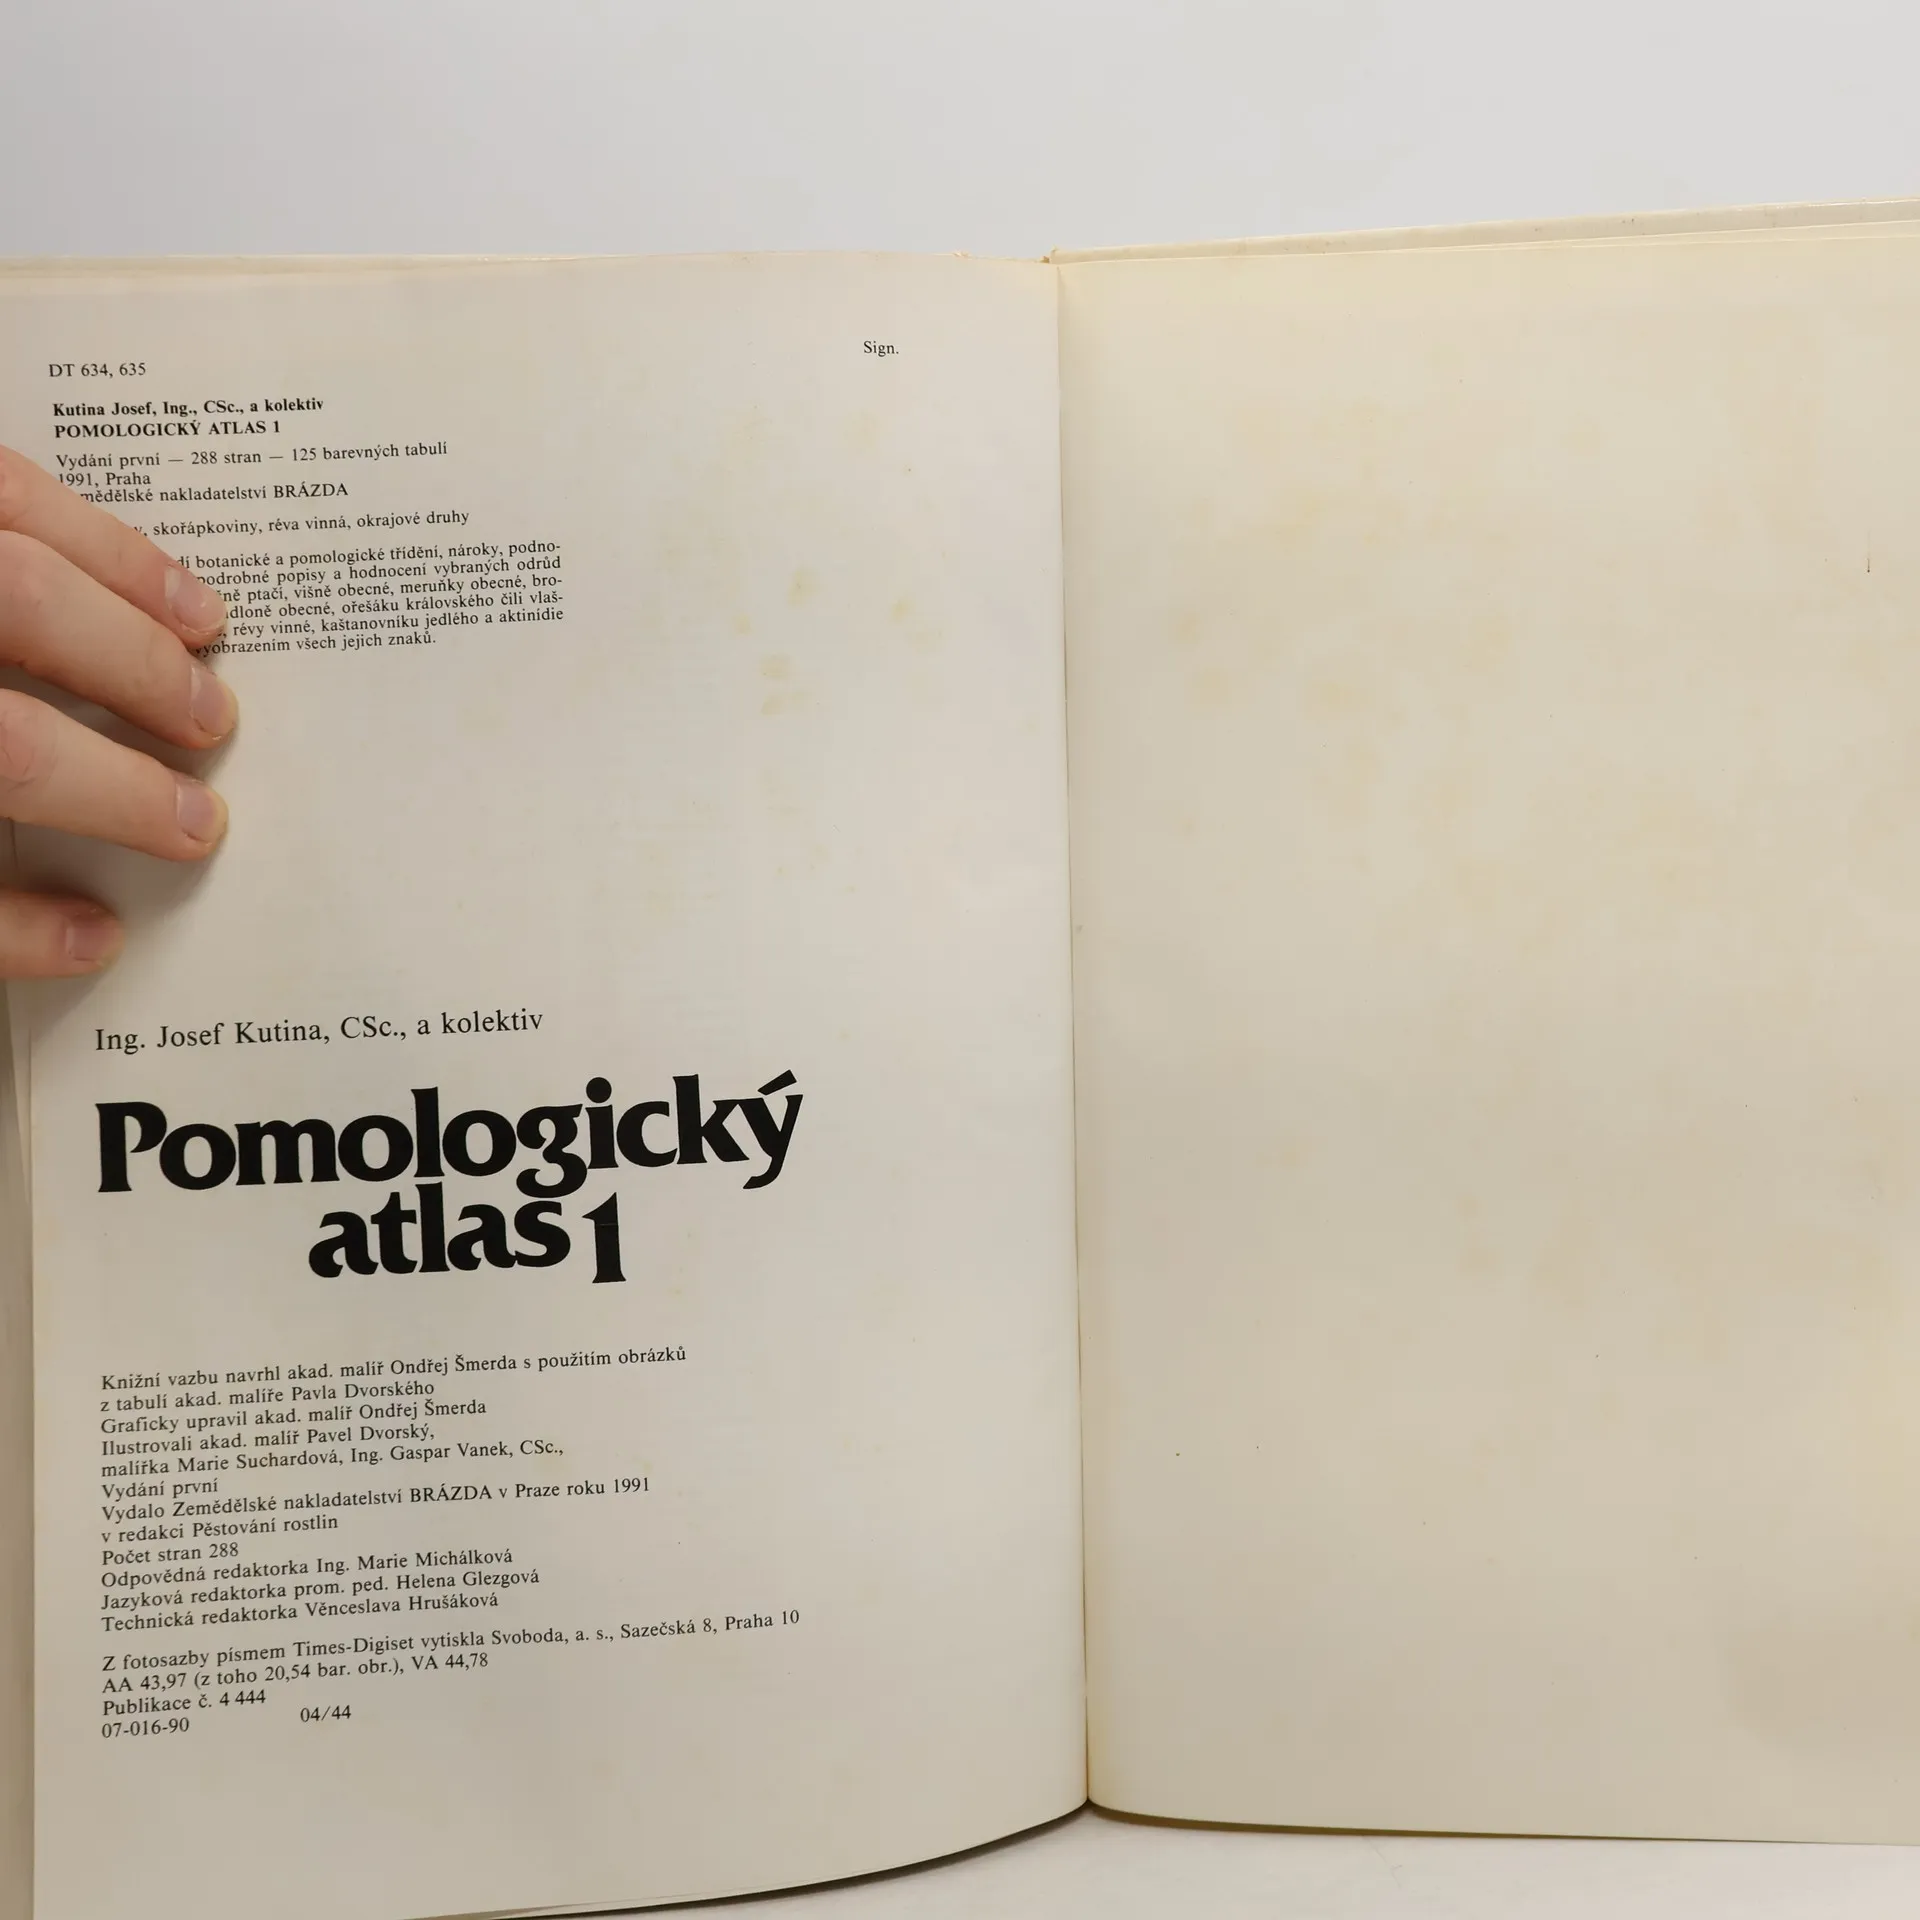 Sign.
DT 634, 635
Kutina Josef, Ing., CSc., a kolektiv
POMOLOGICKÝ ATLAS 1
Vydání první — 288 stran — 125 barevných tabulí
1991, Praha
nakladatelství BRÁZDA
skořápkoviny, réva vinná, okrajové druhy
botanické a pomologické třídění, nároky, podno-
podrobné popisy a hodnocení vybraných odrůd
ptačí, višně obecné, meruňky obecné, bro-
obecné, ořešáku královského čili vlaš-
révy vinné, kaštanovníku jedlého a aktinidie
vyobrazením všech jejich znaků.
Ing. Josef Kutina, CSc., a kolektiv
Pomologický
atlas 1
Knižní vazbu navrhl akad. malíř Ondřej Šmerda s použitím obrázků
z tabulí akad. malíře Pavla Dvorského
Graficky upravil akad. malíř Ondřej Šmerda
Ilustrovali akad. malíř Pavel Dvorský,
malířka Marie Suchardová, Ing. Gaspar Vanek, CSc.,
Vydání první
Vydalo Zemědělské nakladatelství BRÁZDA v Praze roku 1991
v redakci Pěstování rostlin
Počet stran 288
Odpovědná redaktorka Ing. Marie Michálková
Jazyková redaktorka prom. ped. Helena Glezgová
Technická redaktorka Věnceslava Hrušáková
Z fotosazby písmem Times-Digiset vytiskla Svoboda, a. s., Sazečská 8, Praha 10
AA 43,97 (z toho 20,54 bar. obr.), VA 44,78
Publikace č. 4 444
07-016-90 04/44